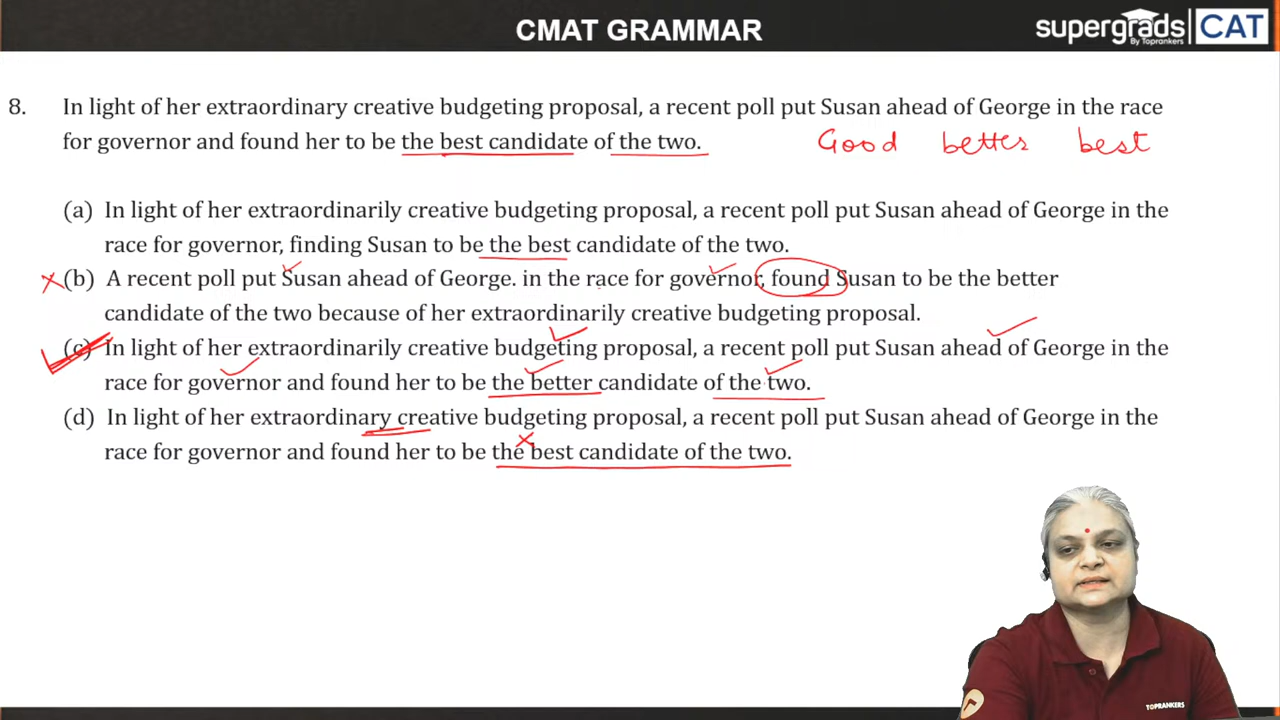 CMAT GRAMMAR
supergrads
By Toprankers
CAT
8. In light of her extraordinary creative budgeting proposal, a recent poll put Susan ahead of George in the race
for governor and found her to be the best candidate of the two.
Good better best
(a) In light of her extraordinarily creative budgeting proposal, a recent poll put Susan ahead of George in the
race for governor, finding Susan to be the best candidate of the two.
(b) A recent poll put Susan ahead of George. in the race for governor, found Susan to be the better
candidate of the two because of her extraordinarily creative budgeting proposal.
(c) In light of her extraordinarily creative budgeting proposal, a recent poll put Susan ahead of George in the
race for governor and found her to be the better candidate of the two.
(d) In light of her extraordinary creative budgeting proposal, a recent poll put Susan ahead of George in the
race for governor and found her to be the best candidate of the two.
TOPRANKERS